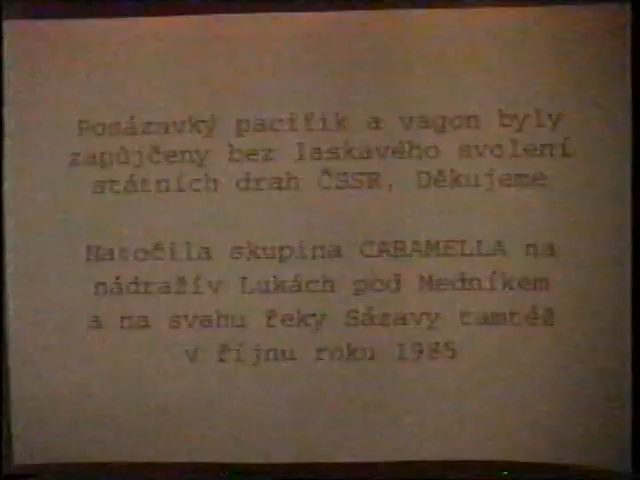 Posázavký pacifik a vagon byly
zapůjčeny bez laskavého svolení
státních drah ČSSR. Děkujeme
Natočila skupina CARAMELLA na
nádražív Lukách pod Medníkem
a na svahu řeky Sázavy tamtéž
v říjnu roku 1985